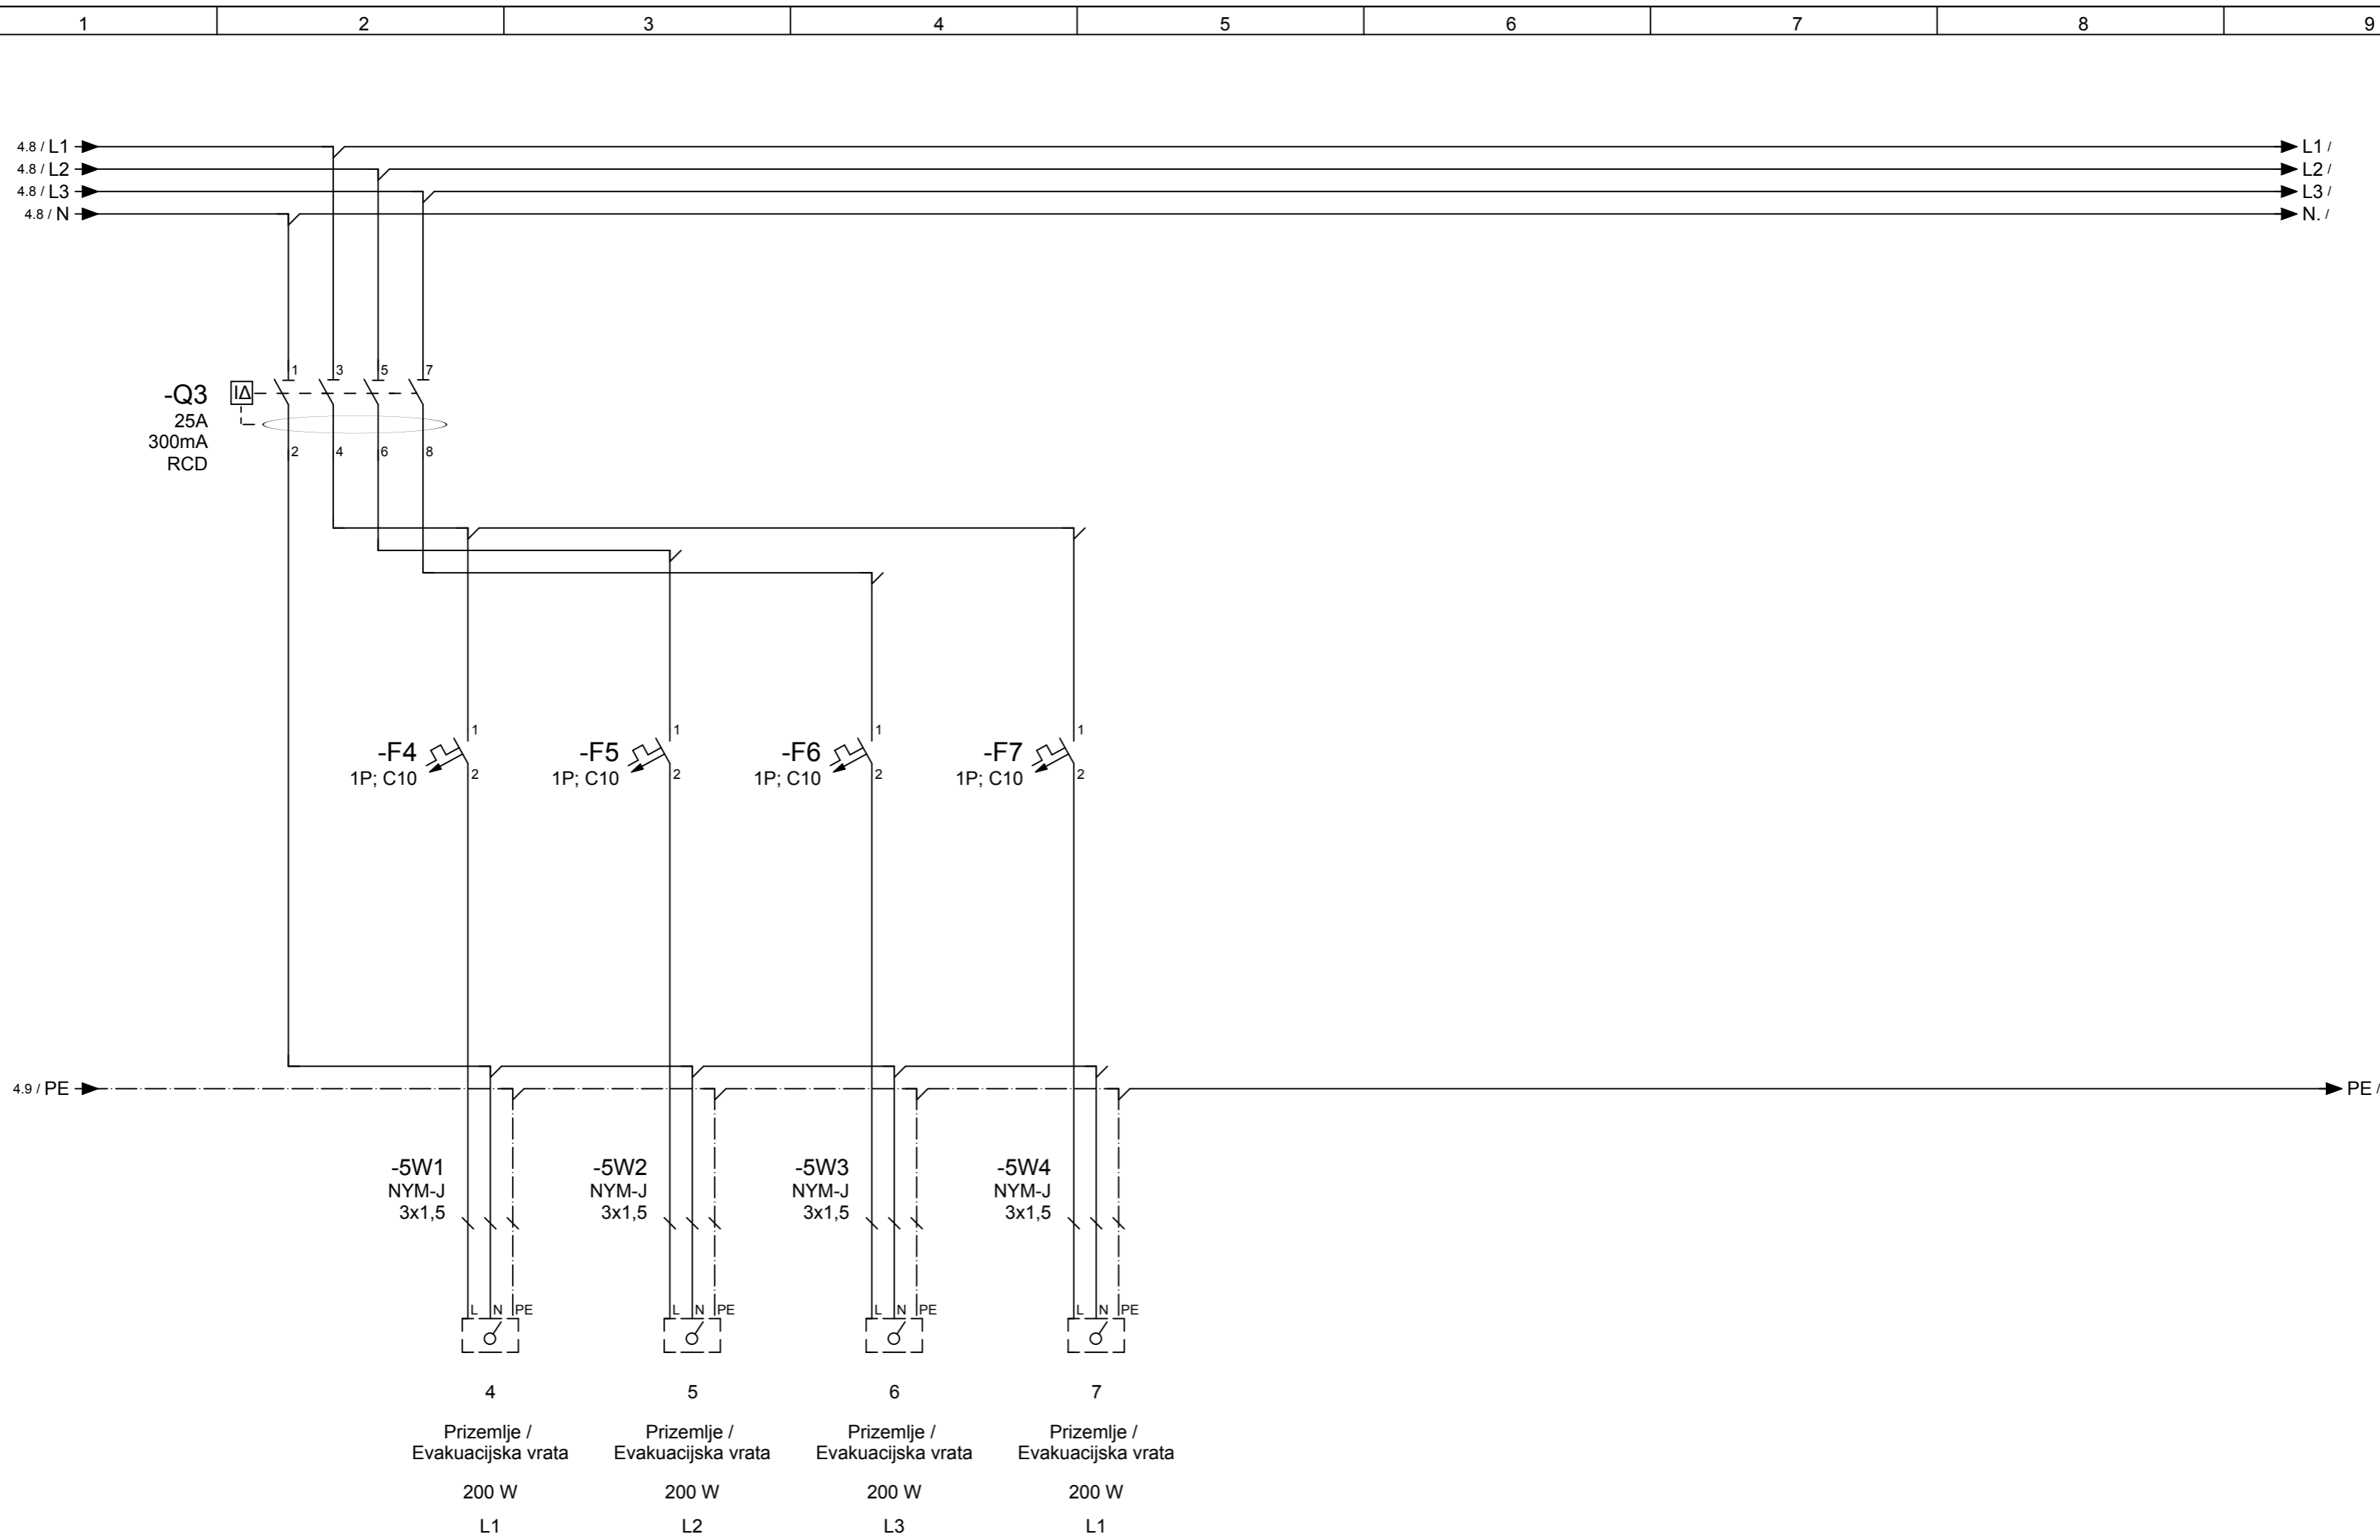 1 2 3 4 5 6 7 8 9
4.8 / L1 L1 /
4.8 / L2 L2 /
4.8 / L3 L3 /
4.8 / N N. /
1 3 5 7
-Q3 IΔ
25A
300mA
RCD
2 4 6 8
1 1 1 1
-F4 -F5 -F6 -F7
1P; C10 1P; C10 1P; C10 1P; C10
2 2 2 2
4.9 / PE PE /
-5W1 -5W2 -5W3 -5W4
NYM-J NYM-J NYM-J NYM-J
3x1,5 3x1,5 3x1,5 3x1,5
L N PE L N PE L N PE L N PE
4 5 6 7
Prizemlje / Prizemlje / Prizemlje / Prizemlje /
Evakuacijska vrata Evakuacijska vrata Evakuacijska vrata Evakuacijska vrata
200 W 200 W 200 W 200 W
L1 L2 L3 L1